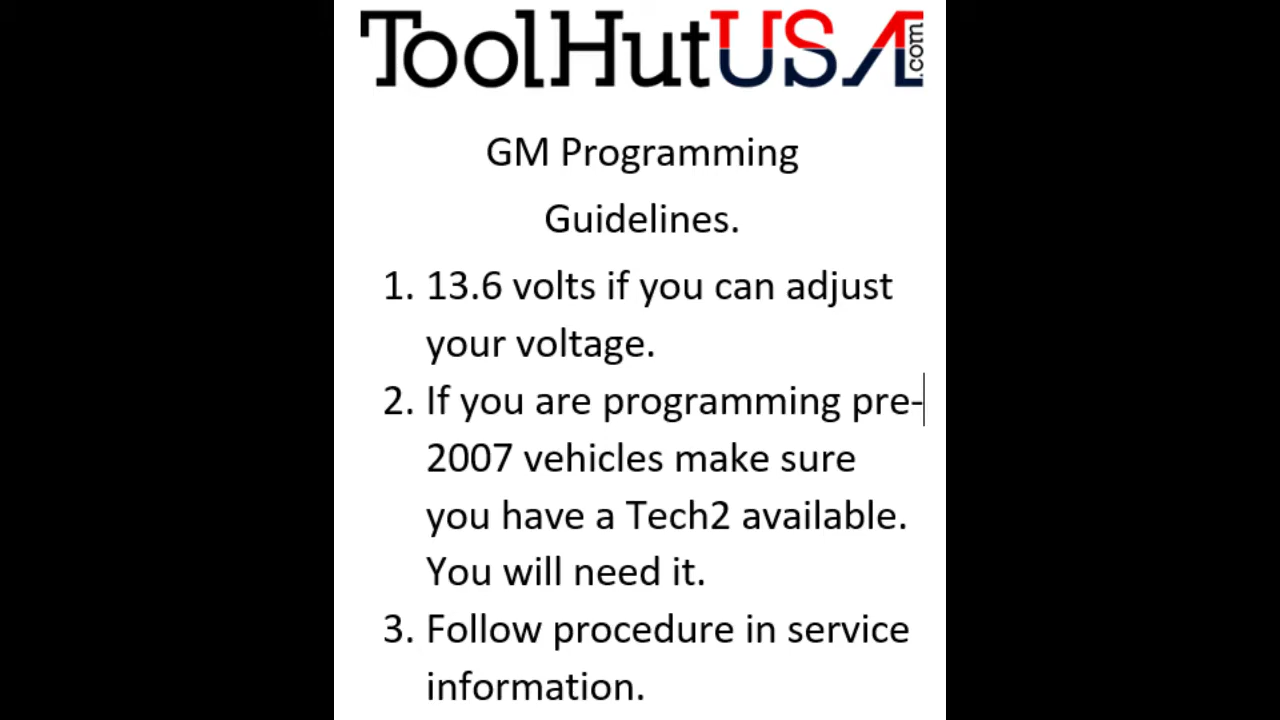 ToolHutUSA.com
GM Programming
Guidelines.
1. 13.6 volts if you can adjust
your voltage.
2. If you are programming pre-
2007 vehicles make sure
you have a Tech2 available.
You will need it.
3. Follow procedure in service
information.